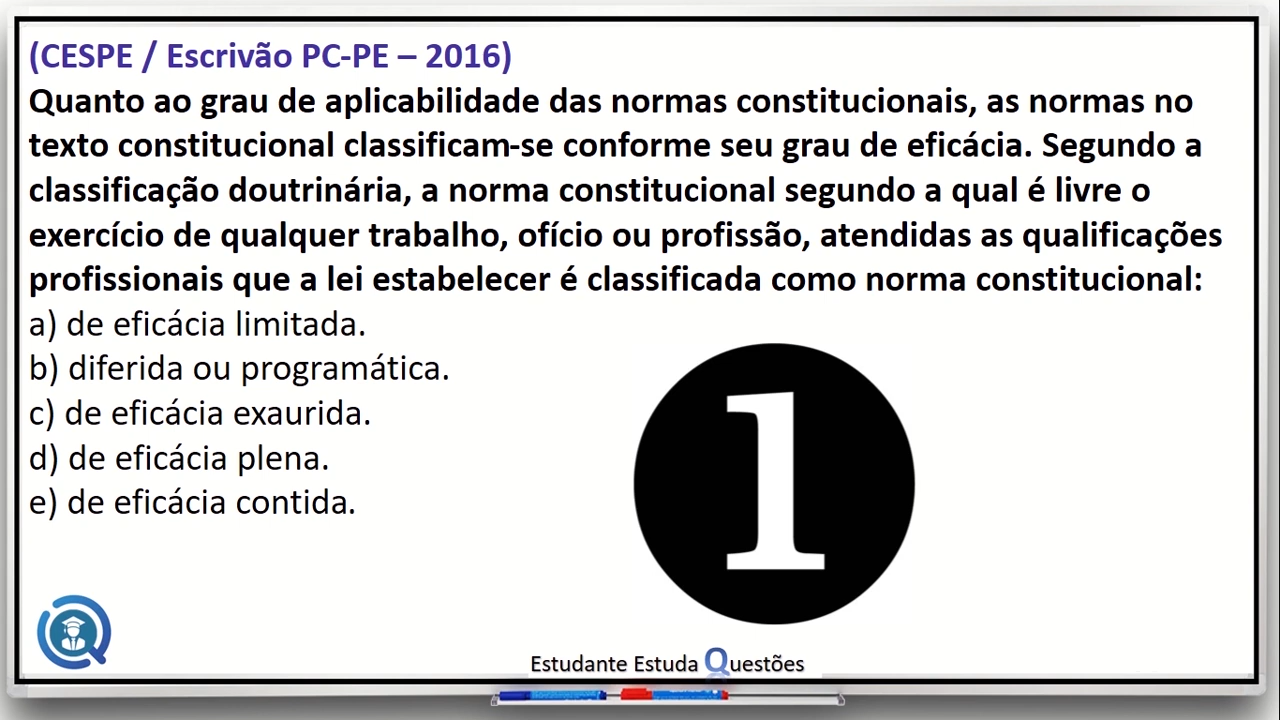 (CESPE / Escrivão PC-PE – 2016)
Quanto ao grau de aplicabilidade das normas constitucionais, as normas no
texto constitucional classificam-se conforme seu grau de eficácia. Segundo a
classificação doutrinária, a norma constitucional segundo a qual é livre o
exercício de qualquer trabalho, ofício ou profissão, atendidas as qualificações
profissionais que a lei estabelecer é classificada como norma constitucional:
a) de eficácia limitada.
b) diferida ou programática.
c) de eficácia exaurida.
d) de eficácia plena.
e) de eficácia contida.
1
Estudante Estuda Questões